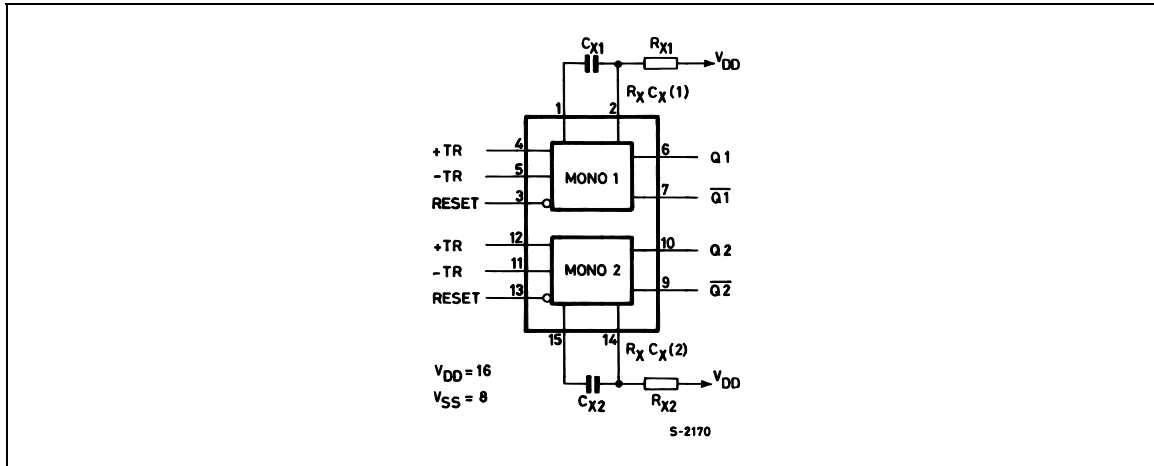 CX1 RX1 VDD
RX CX (1)
1 2
+TR 4 6 Q1
-TR 5 MONO 1
RESET 3 7 Q1
+TR 12 10 Q2
-TR 11 MONO 2
RESET 13 9 Q2
15 14 RX CX (2)
VDD = 16
VSS = 8
CX2 RX2 VDD
S-2170